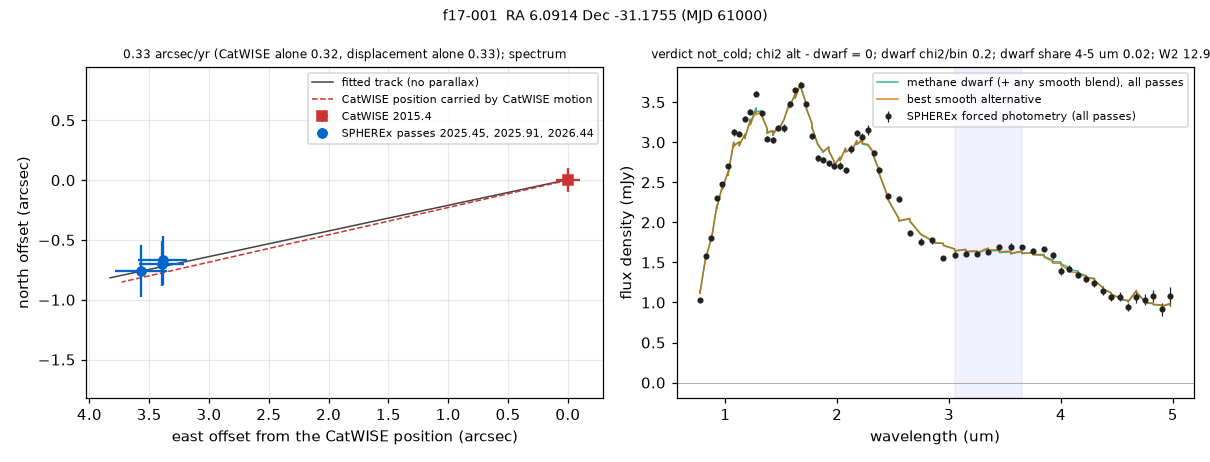 f17-001 RA 6.0914 Dec -31.1755 (MJD 61000)
0.33 arcsec/yr (CatWISE alone 0.32, displacement alone 0.33); spectrum
fitted track (no parallax)
CatWISE position carried by CatWISE motion
CatWISE 2015.4
SPHEREx passes 2025.45, 2025.91, 2026.44
0.5
0.0
−0.5
−1.0
−1.5
north offset (arcsec)
4.0 3.5 3.0 2.5 2.0 1.5 1.0 0.5 0.0
east offset from the CatWISE position (arcsec)
verdict not_cold; chi2 alt - dwarf = 0; dwarf chi2/bin 0.2; dwarf share 4-5 um 0.02; W2 12.9
methane dwarf (+ any smooth blend), all passes
best smooth alternative
SPHEREx forced photometry (all passes)
3.5
3.0
2.5
2.0
1.5
1.0
0.5
0.0
flux density (mJy)
1 2 3 4 5
wavelength (um)